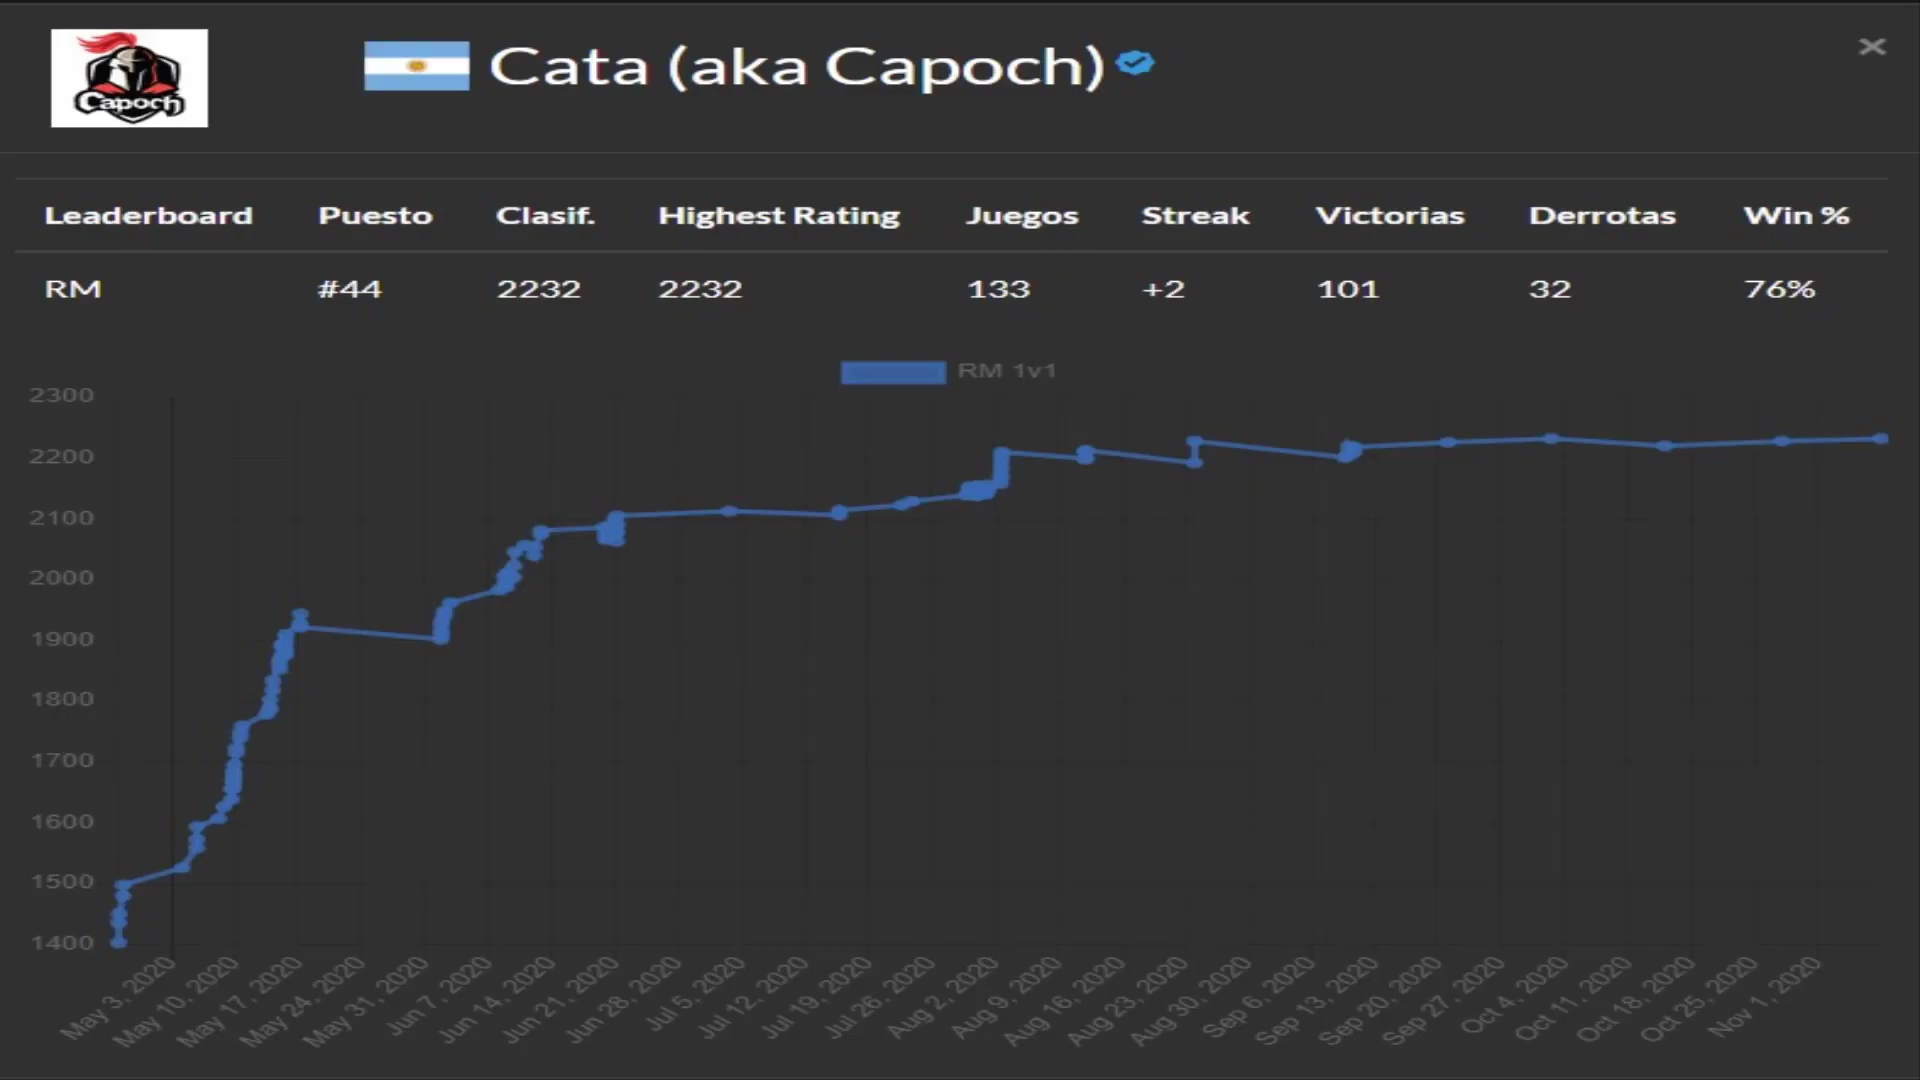 Capoch
Cata (aka Capoch)
Leaderboard Puesto Clasif. Highest Rating Juegos Streak Victorias Derrotas Win %
RM #44 2232 2232 133 +2 101 32 76%
RM 1v1
2300
2200
2100
2000
1900
1800
1700
1600
1500
1400
May 3, 2020 May 10, 2020 May 17, 2020 May 24, 2020 May 31, 2020 Jun 7, 2020 Jun 14, 2020 Jun 21, 2020 Jun 28, 2020 Jul 5, 2020 Jul 12, 2020 Jul 19, 2020 Jul 26, 2020 Aug 2, 2020 Aug 9, 2020 Aug 16, 2020 Aug 23, 2020 Aug 30, 2020 Sep 6, 2020 Sep 13, 2020 Sep 20, 2020 Sep 27, 2020 Oct 4, 2020 Oct 11, 2020 Oct 18, 2020 Oct 25, 2020 Nov 1, 2020